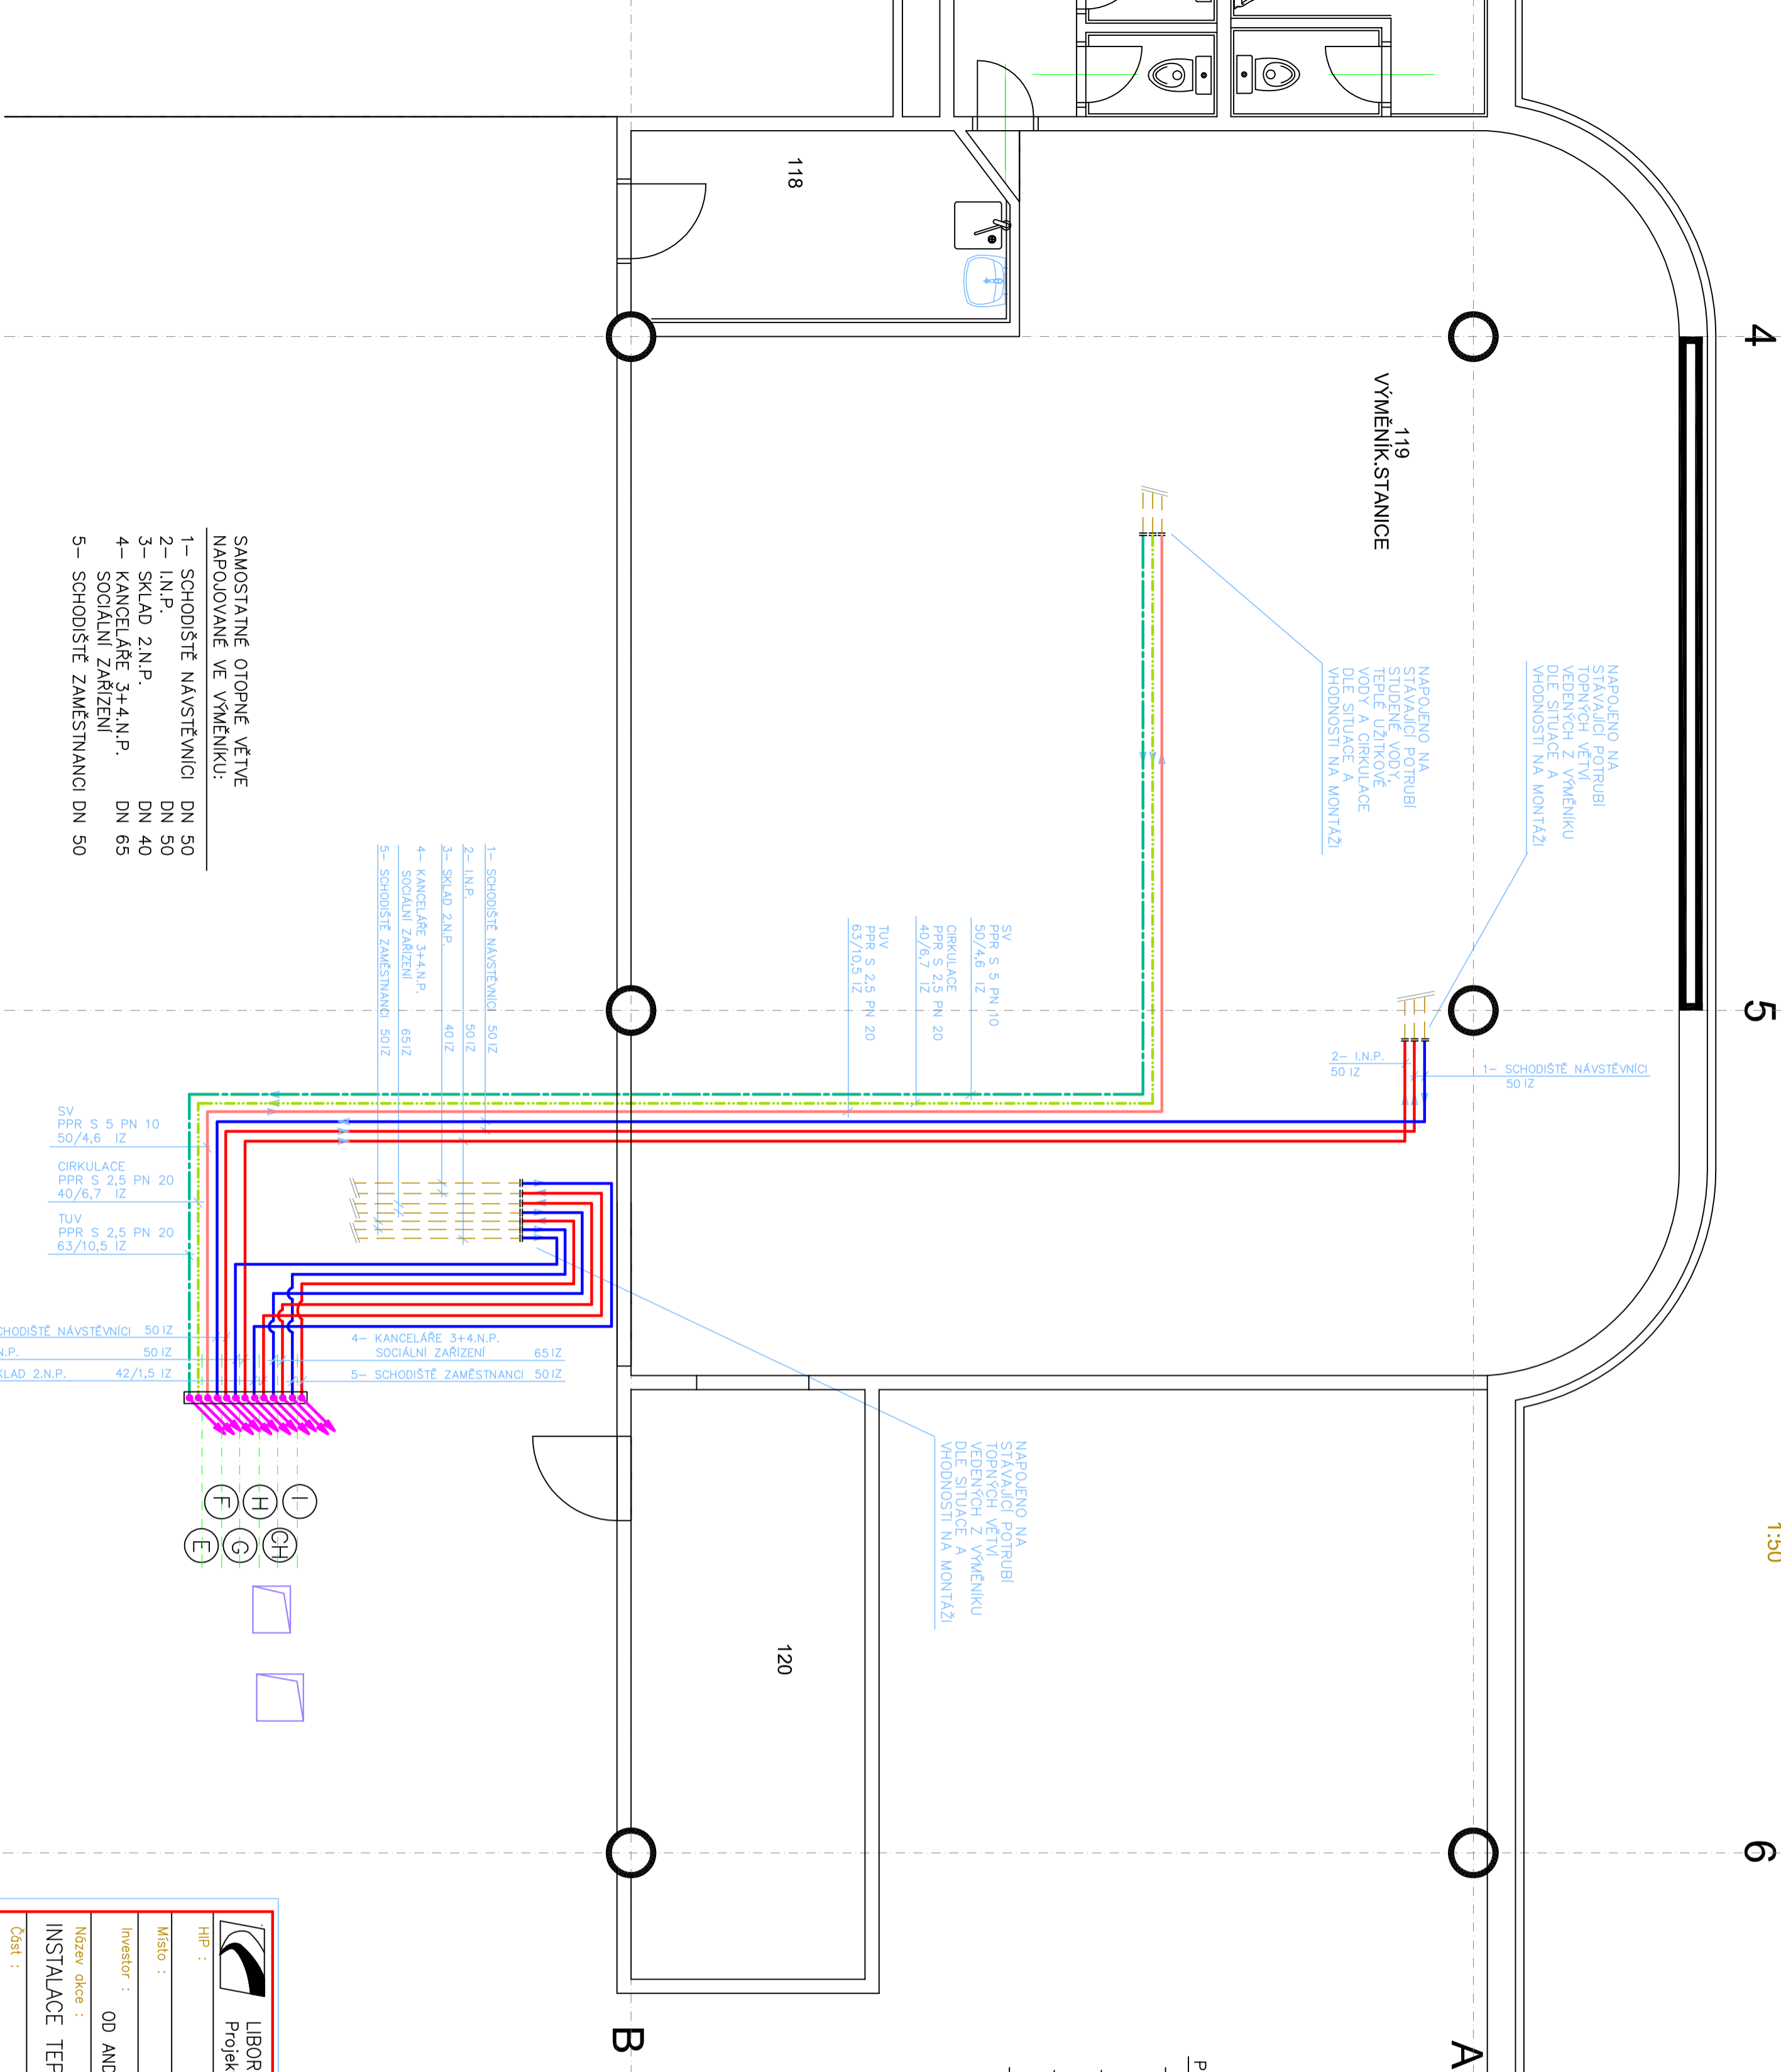 4
5
6
A
B
1:50
118
119
VÝMĚNÍK.STANICE
120
NAPOJENO NA
STÁVAJÍCÍ POTRUBÍ
TOPNÝCH VĚTVÍ
VEDENÝCH Z VÝMĚNÍKU
DLE SITUACE A
VHODNOSTI NA MONTÁŽI
NAPOJENO NA
STÁVAJÍCÍ POTRUBÍ
STUDENÉ VODY,
TEPLÉ UŽITKOVÉ
VODY A CIRKULACE
DLE SITUACE A
VHODNOSTI NA MONTÁŽI
2- I.N.P.
50 IZ
1- SCHODIŠTĚ NÁVSTĚVNÍCI
50 IZ
SV
PPR S 5 PN 10
50/4,6 IZ
CIRKULACE
PPR S 2,5 PN 20
40/6,7 IZ
TUV
PPR S 2,5 PN 20
63/10,5 IZ
1- SCHODIŠTĚ NÁVSTĚVNÍCI 50 IZ
2- I.N.P. 50 IZ
3- SKLAD 2.N.P. 40 IZ
4- KANCELÁŘE 3+4.N.P.
SOCIÁLNÍ ZAŘÍZENÍ 65 IZ
5- SCHODIŠTĚ ZAMĚSTNANCI 50 IZ
SAMOSTATNÉ OTOPNÉ VĚTVE
NAPOJOVANÉ VE VÝMĚNÍKU:
1- SCHODIŠTĚ NÁVSTĚVNÍCI DN 50
2- I.N.P. DN 50
3- SKLAD 2.N.P. DN 40
4- KANCELÁŘE 3+4.N.P. DN 65
SOCIÁLNÍ ZAŘÍZENÍ
5- SCHODIŠTĚ ZAMĚSTNANCI DN 50
SV
PPR S 5 PN 10
50/4,6 IZ
CIRKULACE
PPR S 2,5 PN 20
40/6,7 IZ
TUV
PPR S 2,5 PN 20
63/10,5 IZ
CHODIŠTĚ NÁVSTĚVNÍCI 50 IZ
N.P. 50 IZ
KLAD 2.N.P. 42/1,5 IZ
4- KANCELÁŘE 3+4.N.P.
SOCIÁLNÍ ZAŘÍZENÍ 65 IZ
5- SCHODIŠTĚ ZAMĚSTNANCI 50 IZ
NAPOJENO NA
STÁVAJÍCÍ POTRUBÍ
TOPNÝCH VĚTVÍ
VEDENÝCH Z VÝMĚNÍKU
DLE SITUACE A
VHODNOSTI NA MONTÁŽI
I
H
F
CH
G
E
LIBOR
Projek
HIP :
Místo :
Investor :
OD AND
Název akce :
INSTALACE TEP
Část :
P